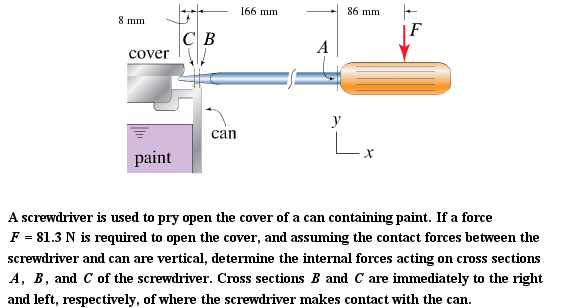 8 mm
166 mm
86 mm
F
C B
A
cover
can
y
x
paint
A screwdriver is used to pry open the cover of a can containing paint. If a force
F = 81.3 N is required to open the cover, and assuming the contact forces between the
screwdriver and can are vertical, determine the internal forces acting on cross sections
A, B, and C of the screwdriver. Cross sections B and C are immediately to the right
and left, respectively, of where the screwdriver makes contact with the can.